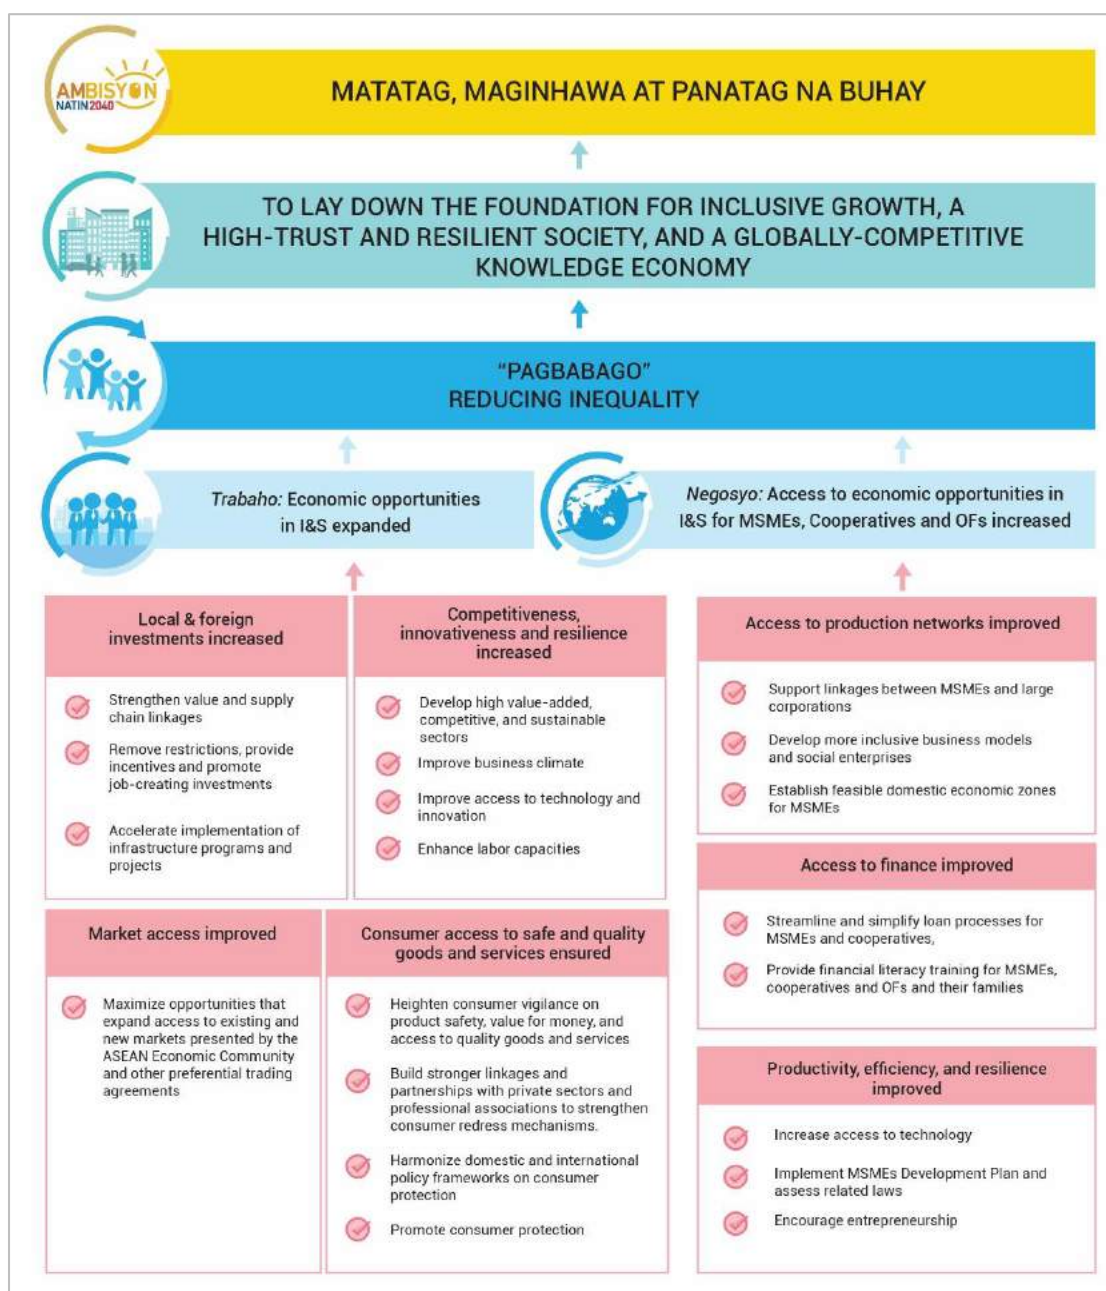 AMBISYON
NATIN2040
MATATAG, MAGINHAWA AT PANATAG NA BUHAY
TO LAY DOWN THE FOUNDATION FOR INCLUSIVE GROWTH, A
HIGH-TRUST AND RESILIENT SOCIETY, AND A GLOBALLY-COMPETITIVE
KNOWLEDGE ECONOMY
“PAGBABAGO”
REDUCING INEQUALITY
Trabaho: Economic opportunities
in I&S expanded
Negosyo: Access to economic opportunities in
I&S for MSMEs, Cooperatives and OFs increased
Local & foreign
investments increased
Strengthen value and supply
chain linkages
Remove restrictions, provide
incentives and promote
job-creating investments
Accelerate implementation of
infrastructure programs and
projects
Competitiveness,
innovativeness and resilience
increased
Develop high value-added,
competitive, and sustainable
sectors
Improve business climate
Improve access to technology and
innovation
Enhance labor capacities
Market access improved
Maximize opportunities that
expand access to existing and
new markets presented by the
ASEAN Economic Community
and other preferential trading
agreements
Consumer access to safe and quality
goods and services ensured
Heighten consumer vigilance on
product safety, value for money, and
access to quality goods and services
Build stronger linkages and
partnerships with private sectors and
professional associations to strengthen
consumer redress mechanisms.
Harmonize domestic and international
policy frameworks on consumer
protection
Promote consumer protection
Access to production networks improved
Support linkages between MSMEs and large
corporations
Develop more inclusive business models
and social enterprises
Establish feasible domestic economic zones
for MSMEs
Access to finance improved
Streamline and simplify loan processes for
MSMEs and cooperatives,
Provide financial literacy training for MSMEs,
cooperatives and OFs and their families
Productivity, efficiency, and resilience
improved
Increase access to technology
Implement MSMEs Development Plan and
assess related laws
Encourage entrepreneurship